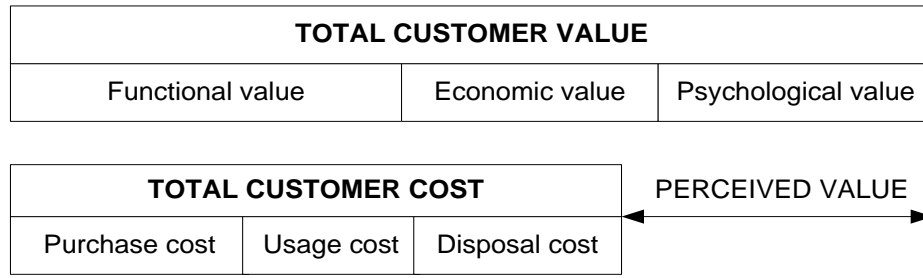 TOTAL CUSTOMER VALUE
Functional value Economic value Psychological value
TOTAL CUSTOMER COST PERCEIVED VALUE
Purchase cost Usage cost Disposal cost